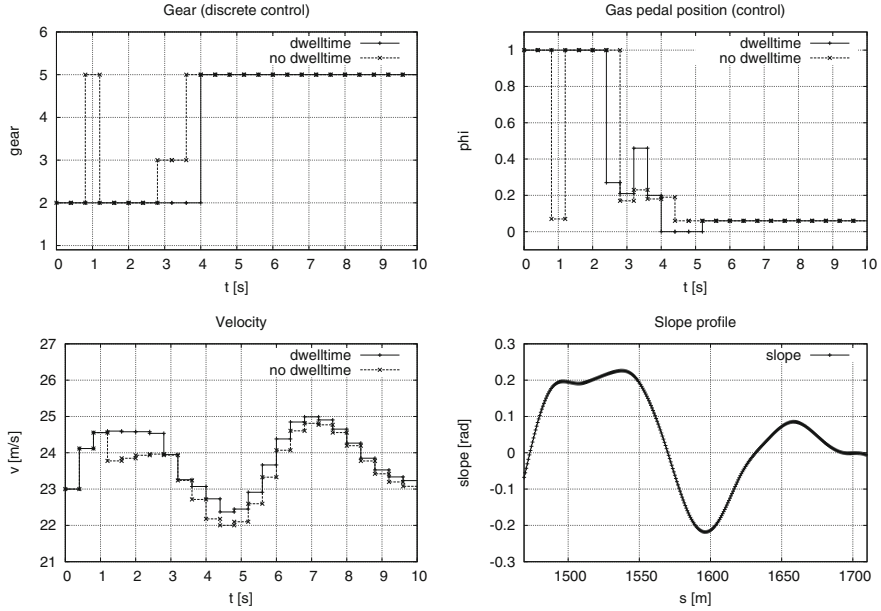 Gear (discrete control)
dwelltime
no dwelltime
6
5
4
3
2
1
gear
0 1 2 3 4 5 6 7 8 9 10
t [s]
Gas pedal position (control)
dwelltime
no dwelltime
1
0.8
0.6
0.4
0.2
0
phi
0 1 2 3 4 5 6 7 8 9 10
t [s]
Velocity
dwelltime
no dwelltime
27
26
25
24
23
22
21
v [m/s]
0 1 2 3 4 5 6 7 8 9 10
t [s]
Slope profile
slope
0.3
0.2
0.1
0
-0.1
-0.2
-0.3
slope [rad]
1500 1550 1600 1650 1700
s [m]